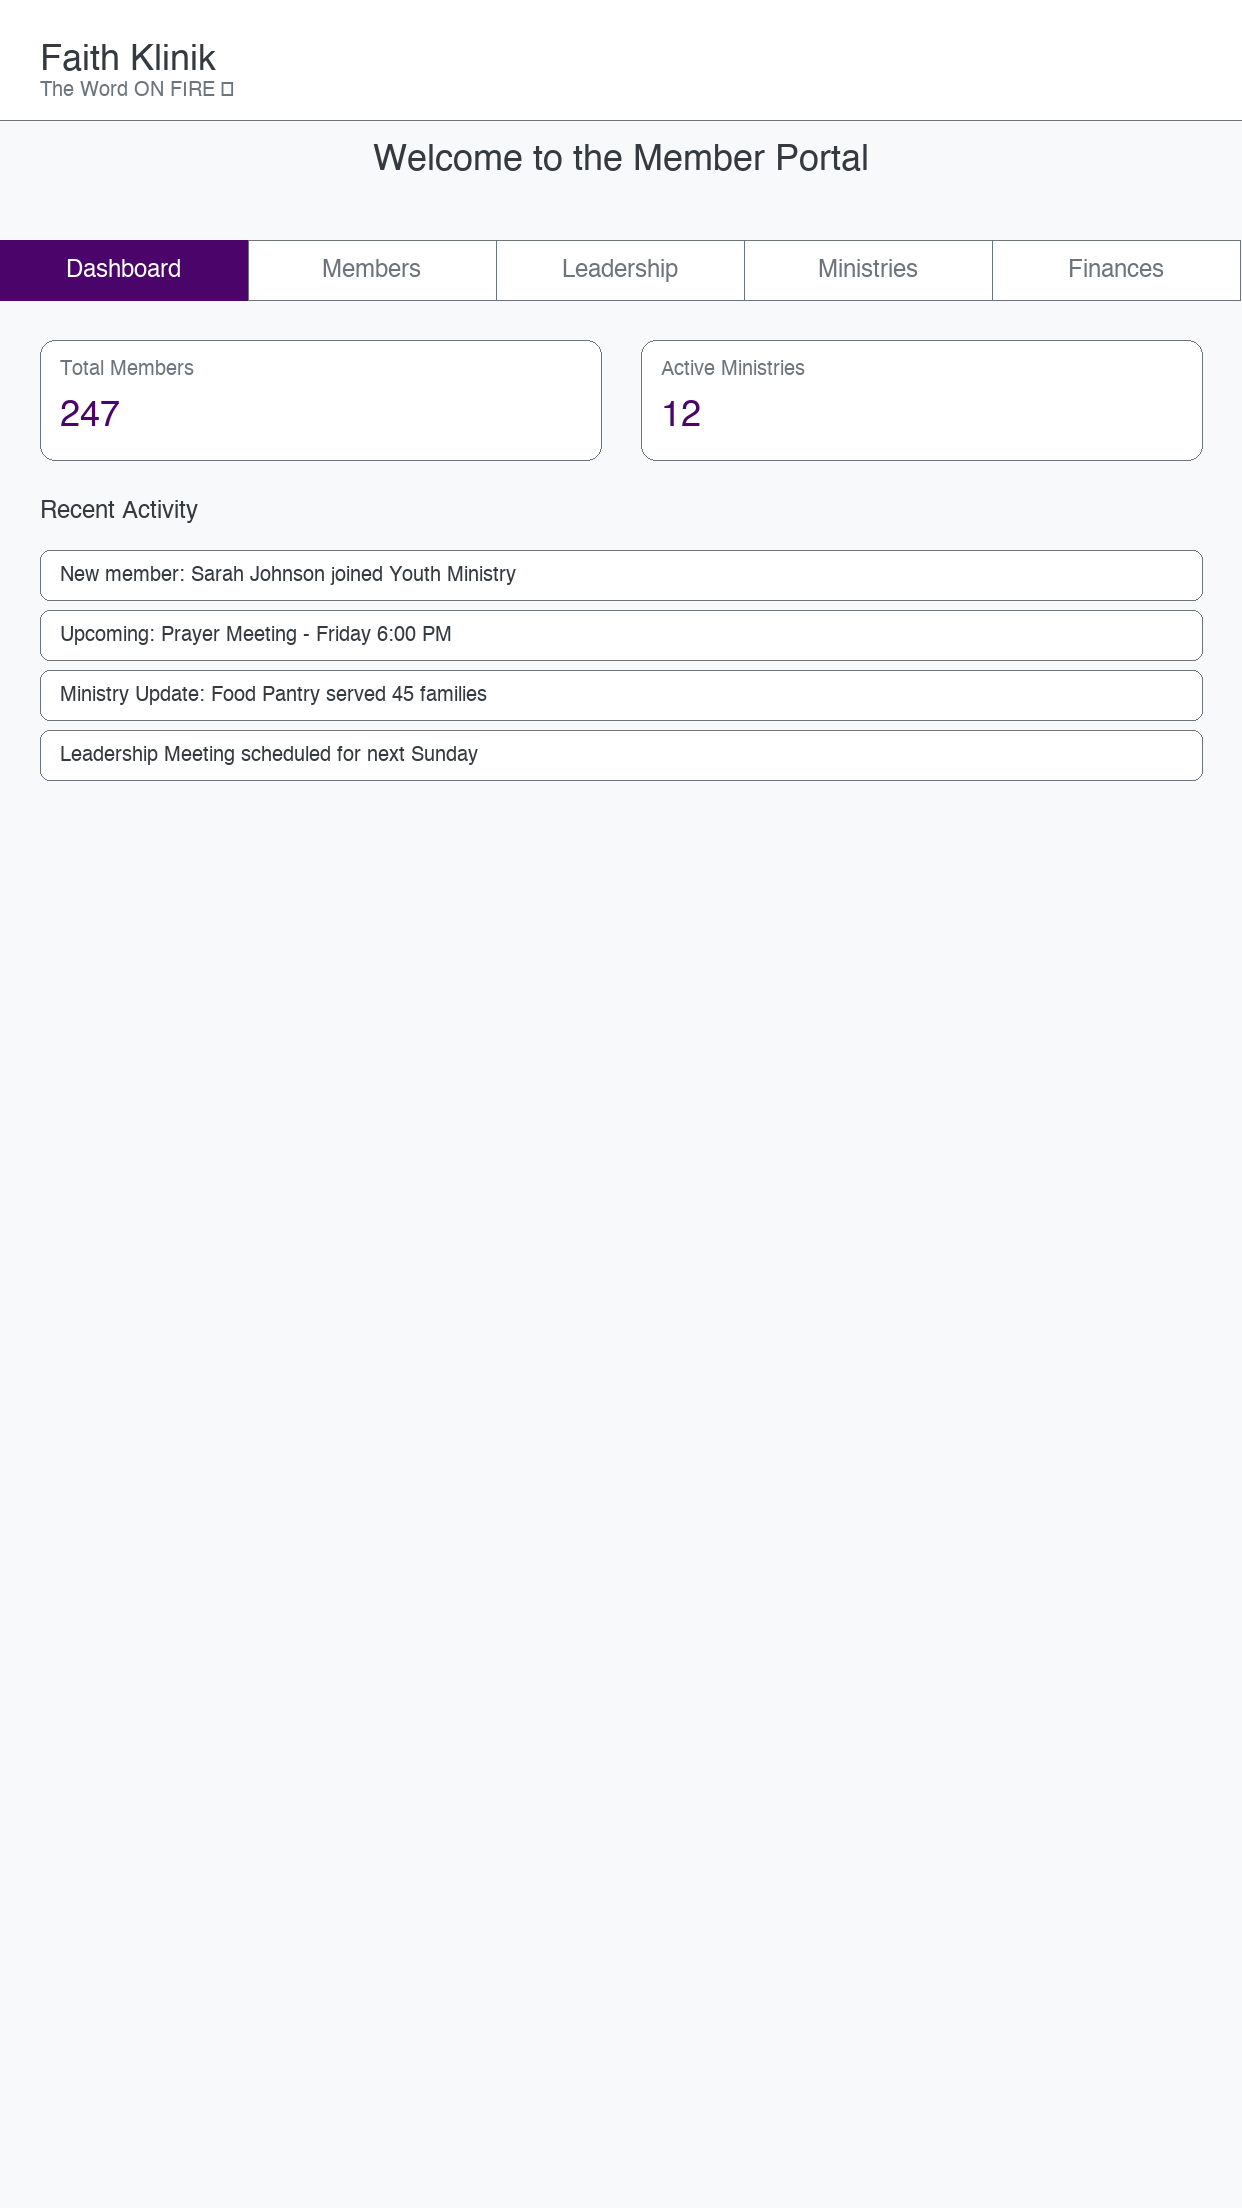 Faith Klinik
The Word ON FIRE □
Welcome to the Member Portal
Dashboard
Members
Leadership
Ministries
Finances
Total Members
Active Ministries
247
12
Recent Activity
New member: Sarah Johnson joined Youth Ministry
Upcoming: Prayer Meeting - Friday 6:00 PM
Ministry Update: Food Pantry served 45 families
Leadership Meeting scheduled for next Sunday